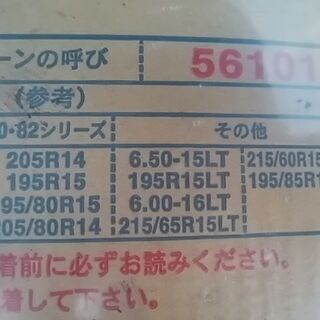 ーンの呼び 56101
(参考)
0・82シリーズ その他
205R14 6.50-15LT 215/60R15
195R15 195R15LT 195/85R1
95/80R15 6.00-16LT
205/80R14 215/65R15LT
着前に必ずお読みください。
着して下さい。